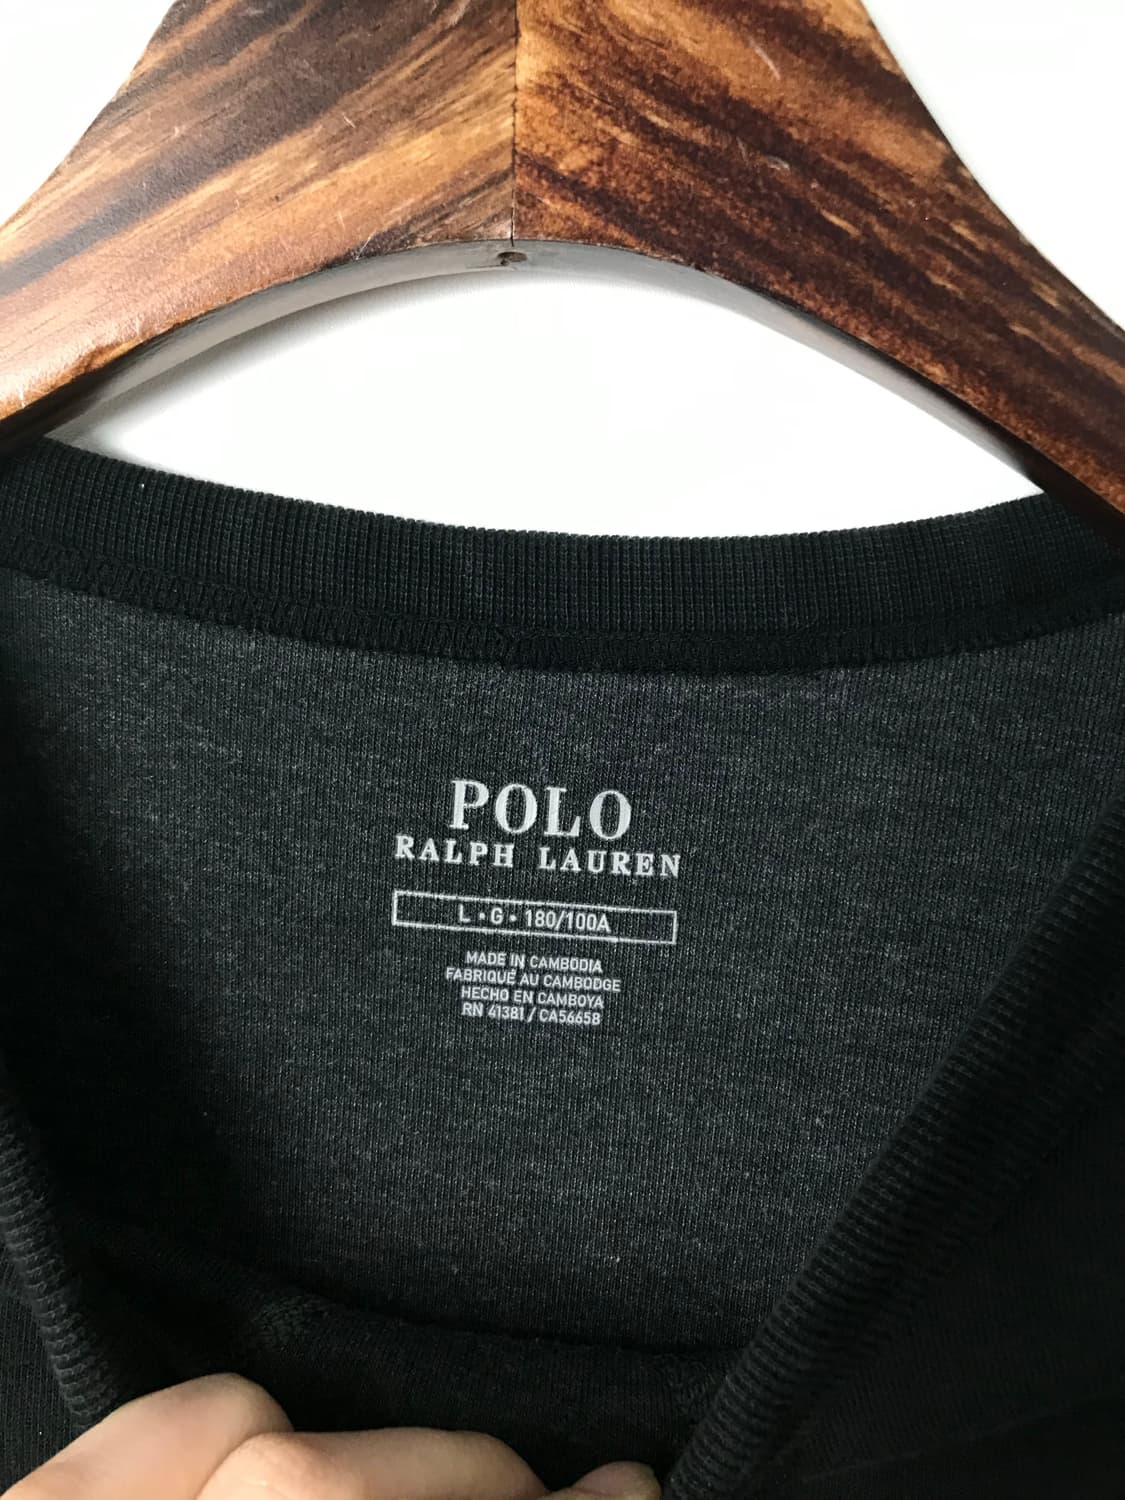 POLO
RALPH LAUREN
L • G • 180/100A
MADE IN CAMBODIA
FABRIQUÉ AU CAMBODGE
HECHO EN CAMBOYA
RN 41381 / CA56658